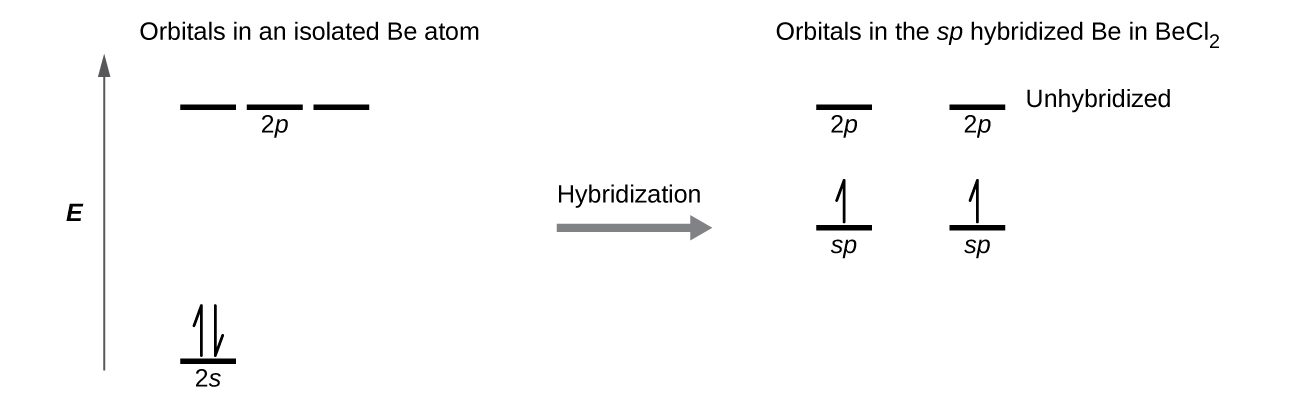 Orbitals in an isolated Be atom
Orbitals in the sp hybridized Be in BeCl2
2p
2p
2p
Unhybridized
E
Hybridization
sp
sp
2s